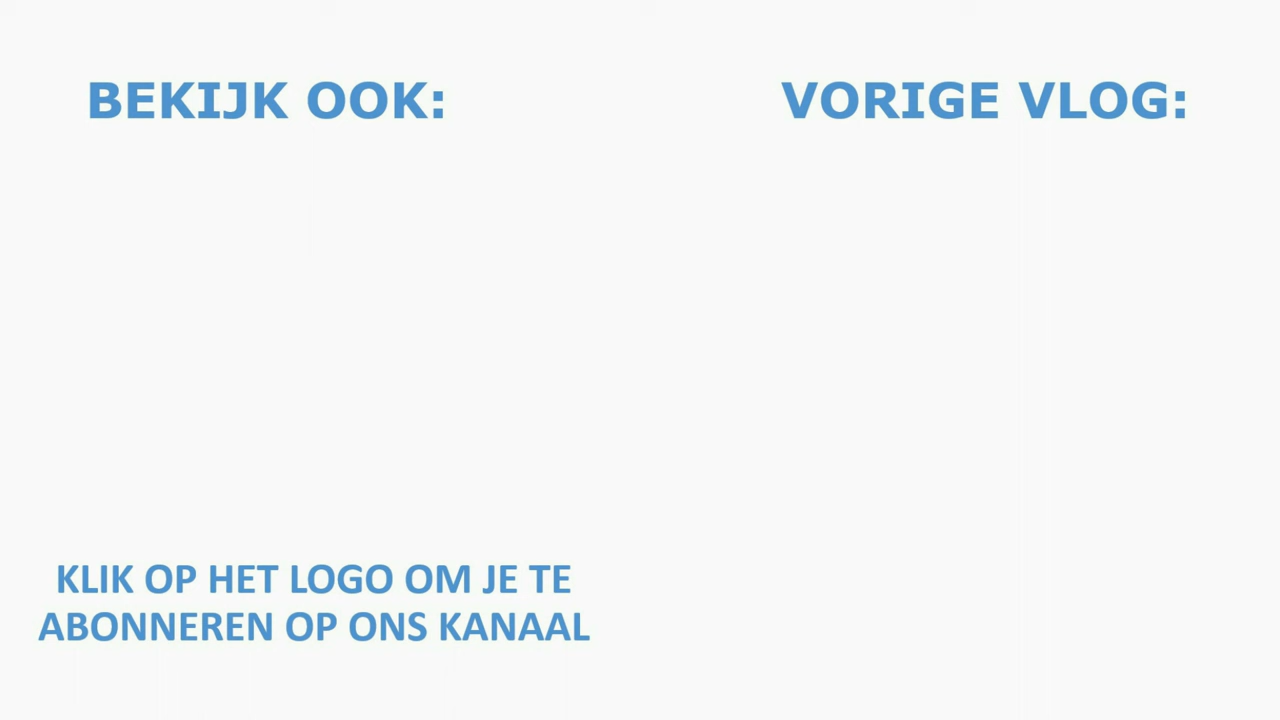 BEKIJK OOK:
VORIGE VLOG:
KLIK OP HET LOGO OM JE TE
ABONNEREN OP ONS KANAAL